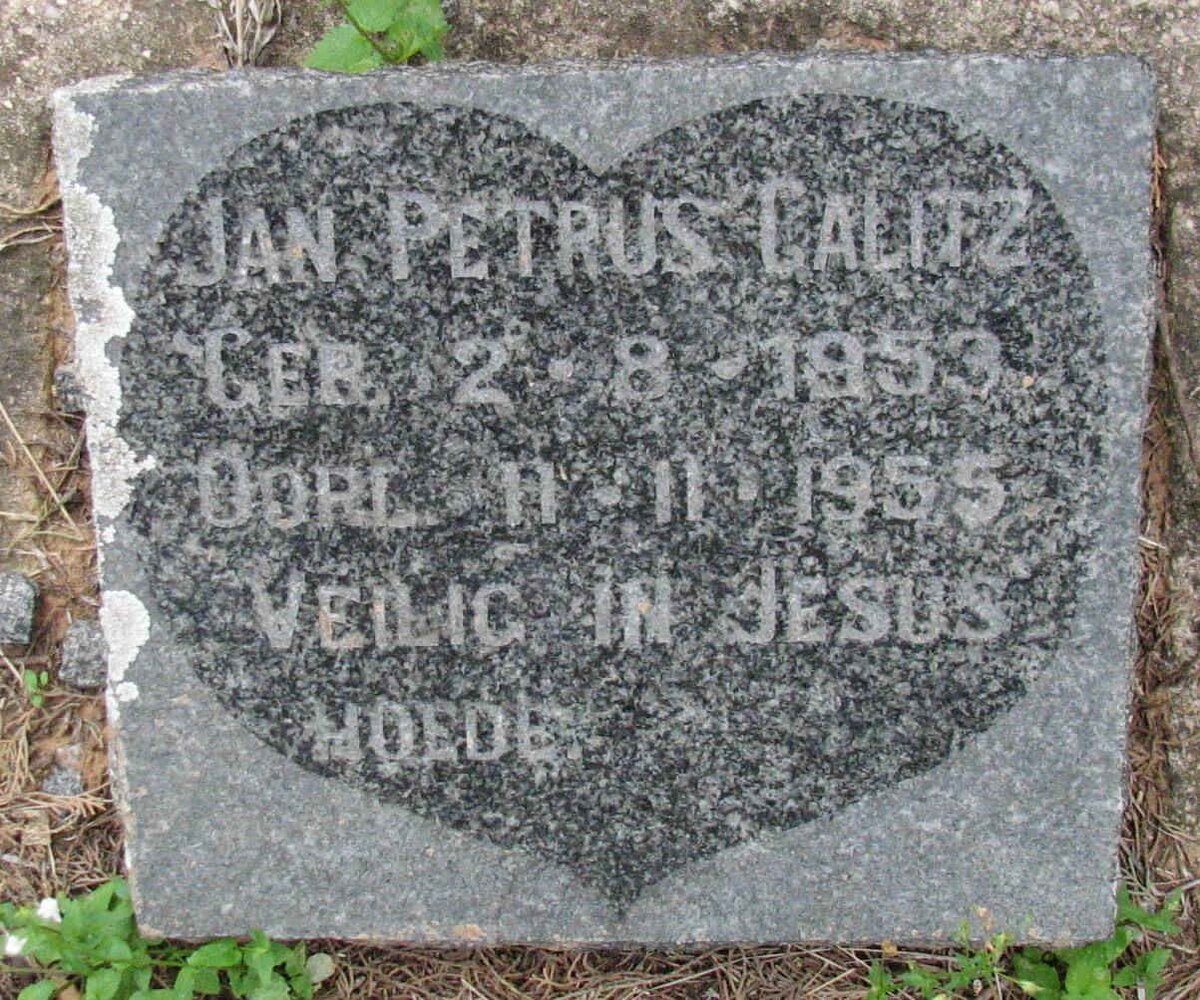 JAN PETRUS CALITZ
GEB. 2·8·1953.
OORL. 11·11·1955.
VEILIG IN JESUS
HOEDE.